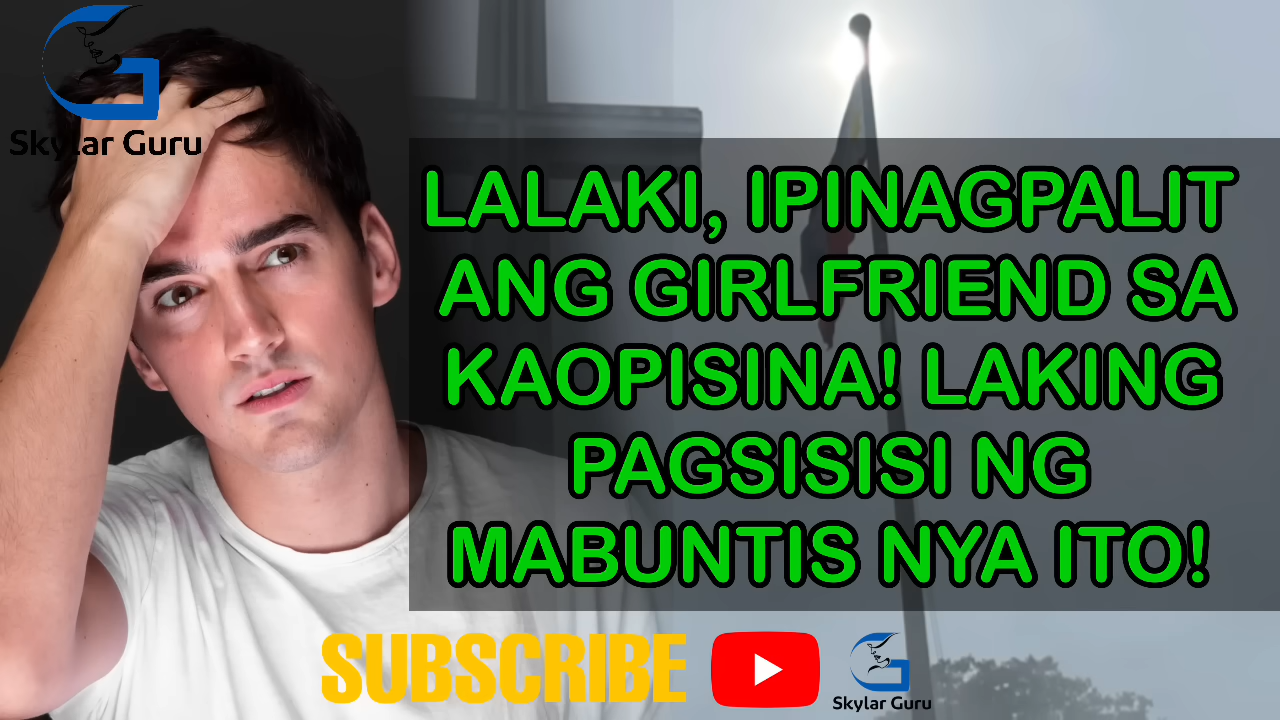 Skylar Guru
LALAKI, IPINAGPALIT
ANG GIRLFRIEND SA
KAOPISINA! LAKING
PAGSISISI NG
MABUNTIS NYA ITO!
SUBSCRIBE
Skylar Guru